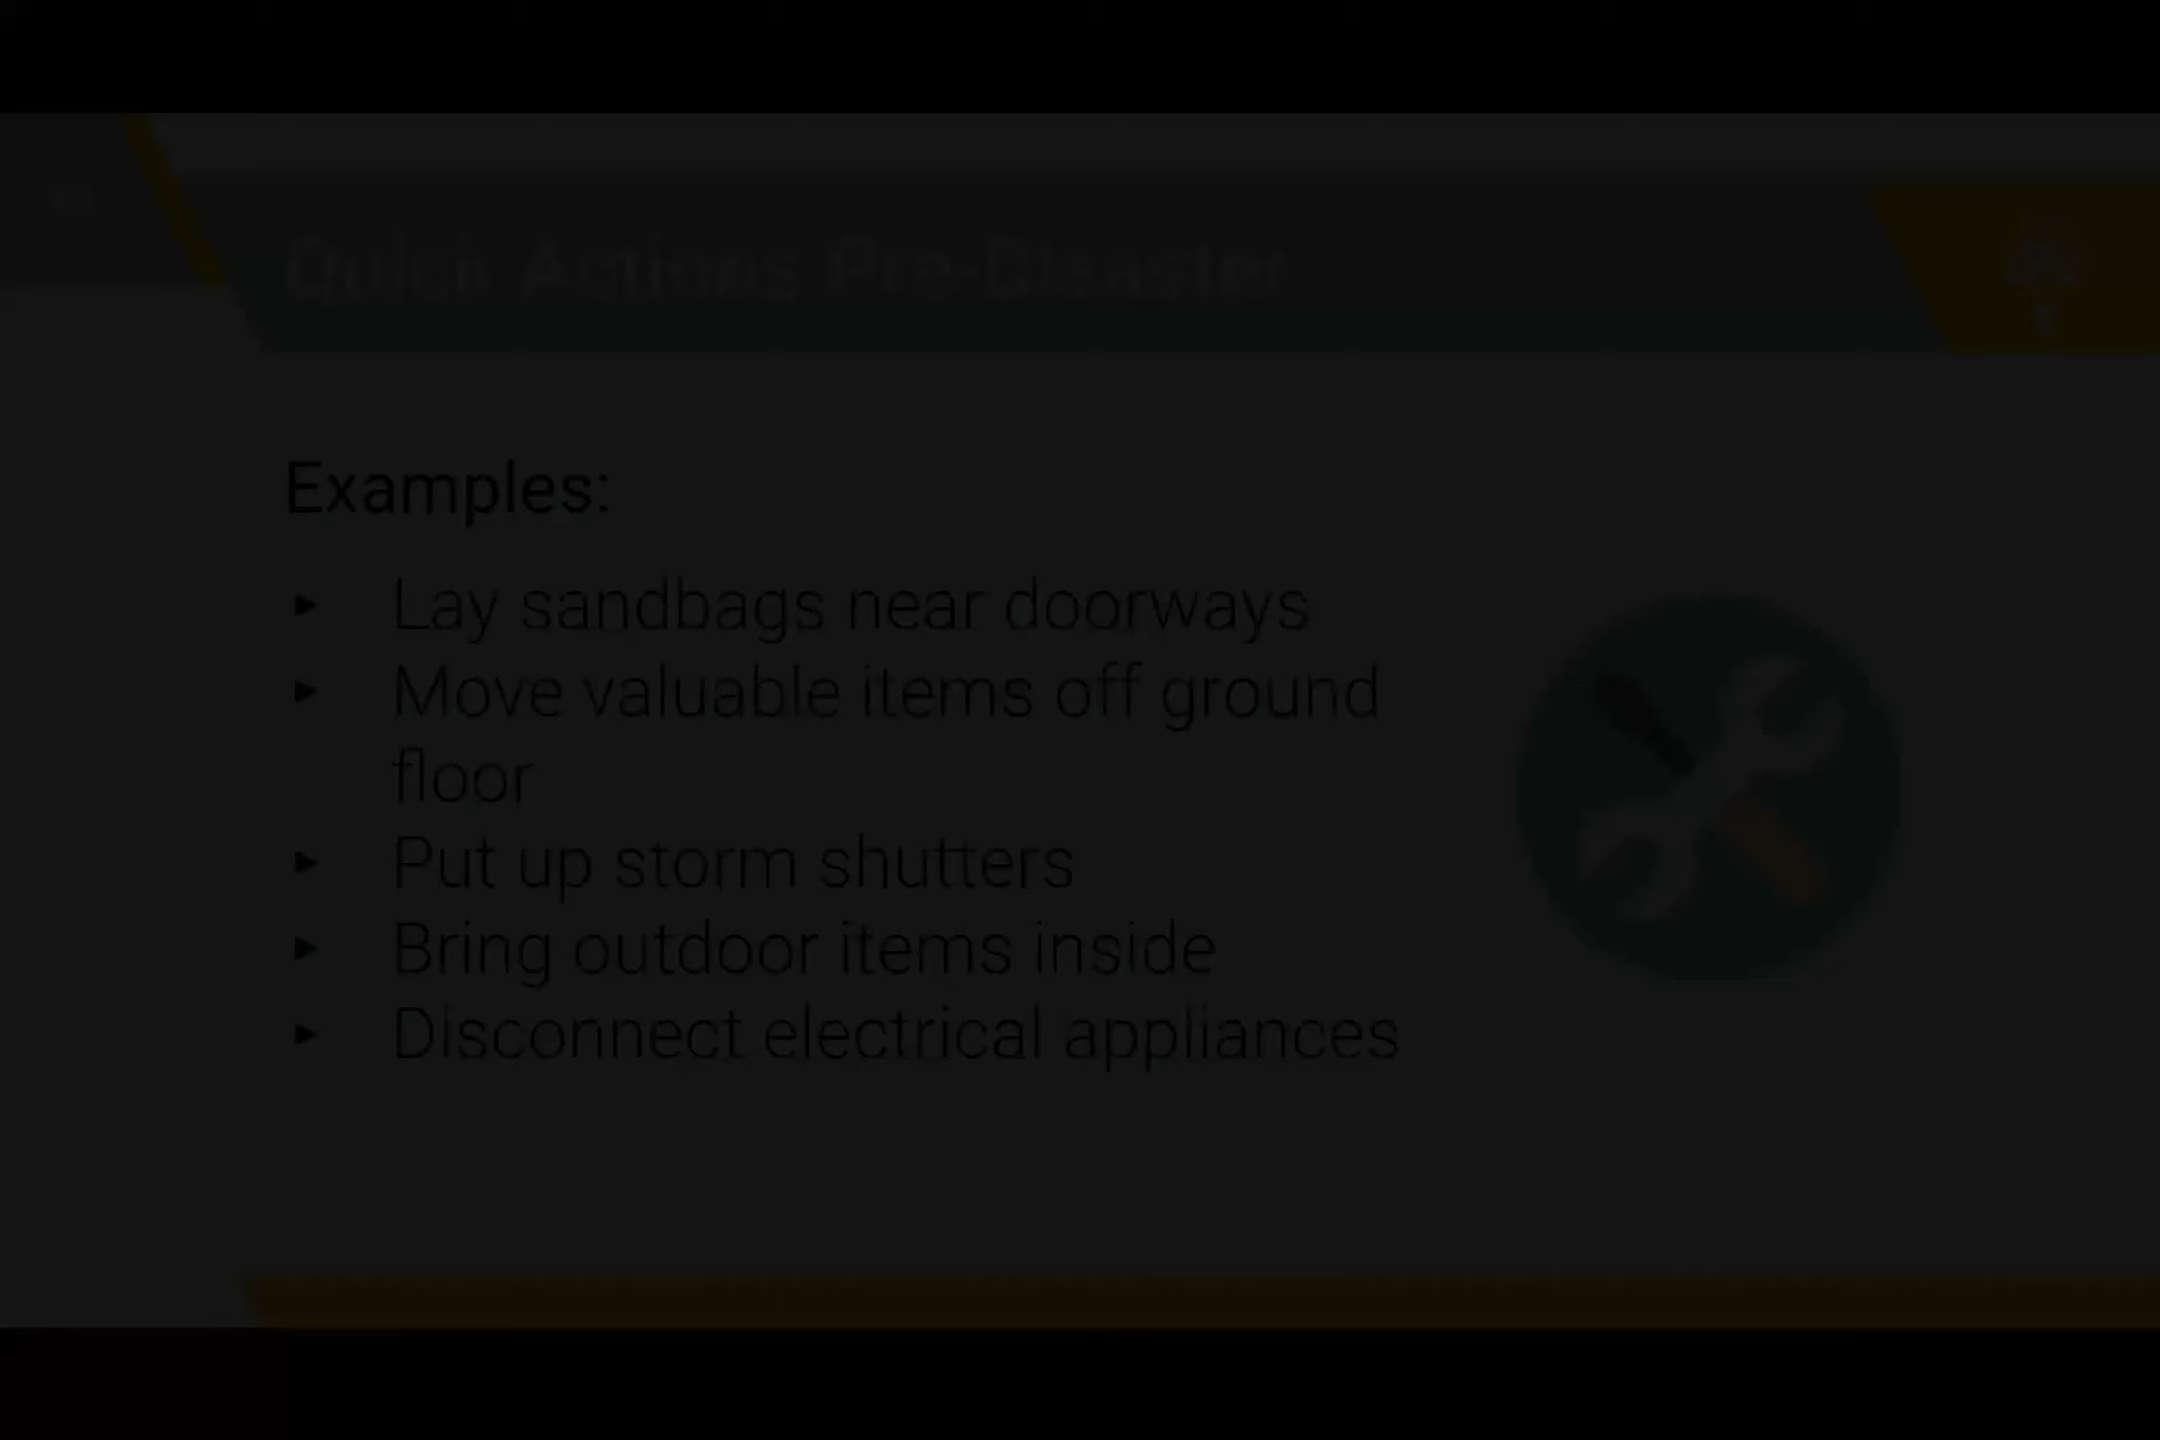 Quick Actions Pre-Disaster
Examples:
► Lay sandbags near doorways
► Move valuable items off ground
floor
► Put up storm shutters
► Bring outdoor items inside
► Disconnect electrical appliances